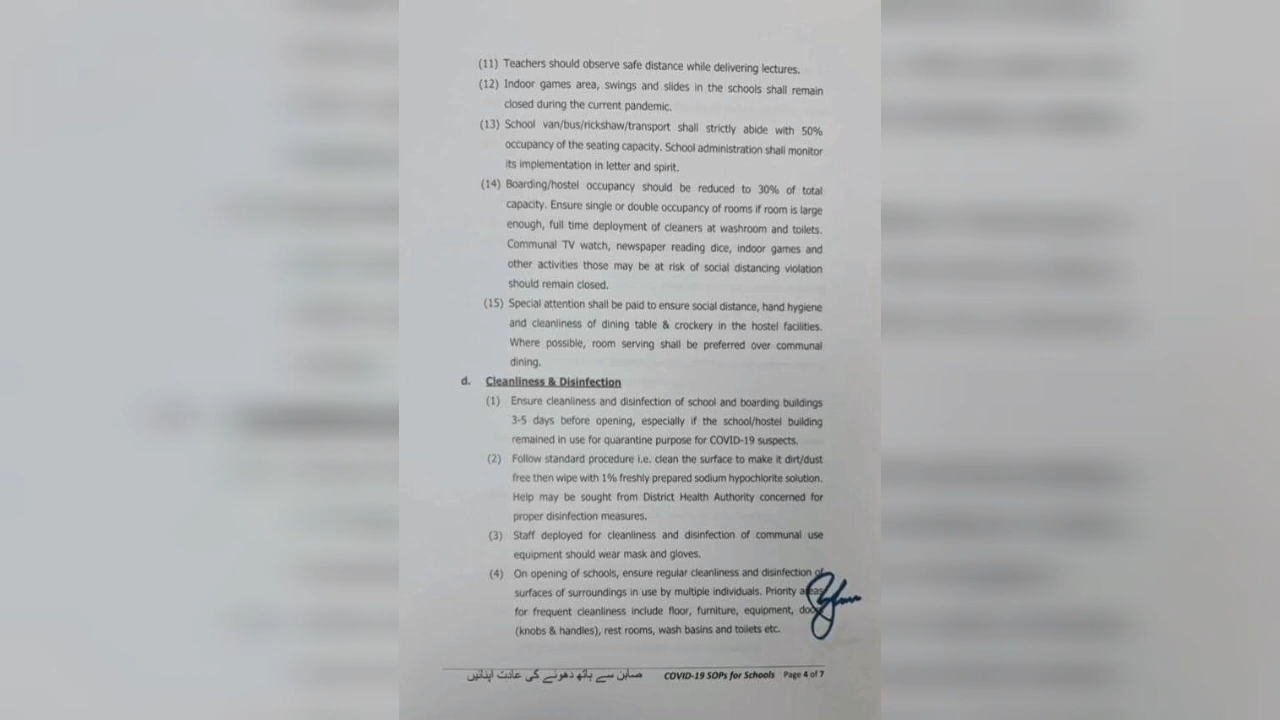 (11) Teachers should observe safe distance while delivering lectures.
(12) Indoor games area, swings and slides in the schools shall remain
closed during the current pandemic.
(13) School van/bus/rickshaw/transport shall strictly abide with 50%
occupancy of the seating capacity. School administration shall monitor
its implementation in letter and spirit.
(14) Boarding/hostel occupancy should be reduced to 30% of total
capacity. Ensure single or double occupancy of rooms if room is large
enough, full time deployment of cleaners at washroom and toilets.
Communal TV watch, newspaper reading dice, indoor games and
other activities those may be at risk of social distancing violation
should remain closed.
(15) Special attention shall be paid to ensure social distance, hand hygiene
and cleanliness of dining table & crockery in the hostel facilities.
Where possible, room serving shall be preferred over communal
dining.
d. Cleanliness & Disinfection
(1) Ensure cleanliness and disinfection of school and boarding buildings
3-5 days before opening, especially if the school/hostel building
remained in use for quarantine purpose for COVID-19 suspects.
(2) Follow standard procedure i.e. clean the surface to make it dirt/dust
free then wipe with 1% freshly prepared sodium hypochlorite solution.
Help may be sought from District Health Authority concerned for
proper disinfection measures.
(3) Staff deployed for cleanliness and disinfection of communal use
equipment should wear mask and gloves.
(4) On opening of schools, ensure regular cleanliness and disinfection of
surfaces of surroundings in use by multiple individuals. Priority areas
for frequent cleanliness include floor, furniture, equipment,
(knobs & handles), rest rooms, wash basins and toilets etc.
صابن سے ہاتھ دھونے کی عادت اپنائیں COVID-19 SOPs for Schools Page 4 of 7